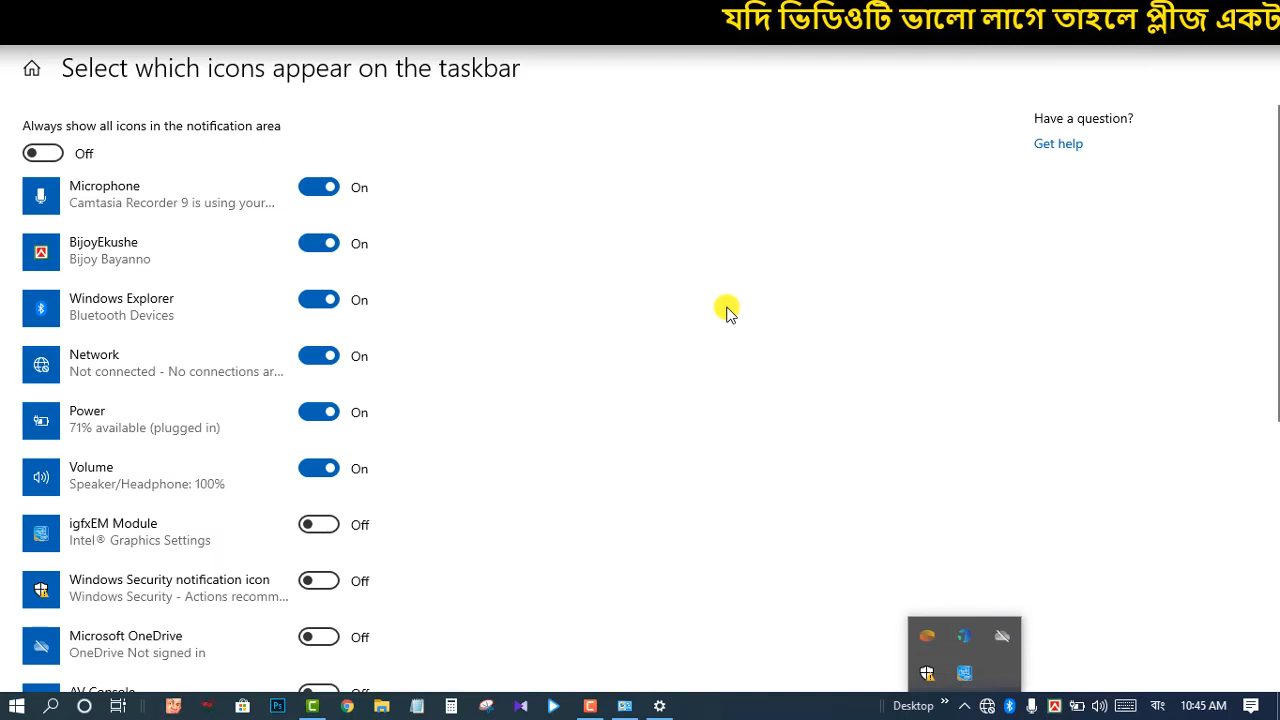 যদি ভিডিওটি ভালো লাগে তাহলে প্লীজ একট
Select which icons appear on the taskbar
Always show all icons in the notification area
Off
Have a question?
Get help
Microphone
Camtasia Recorder 9 is using your...
On
BijoyEkushe
Bijoy Bayanno
On
Windows Explorer
Bluetooth Devices
On
Network
Not connected - No connections ar...
On
Power
71% available (plugged in)
On
Volume
Speaker/Headphone: 100%
On
igfxEM Module
Intel® Graphics Settings
Off
Windows Security notification icon
Windows Security - Actions recomm...
Off
Microsoft OneDrive
OneDrive Not signed in
Off
AV Console
Off
Desktop
বাং
10:45 AM